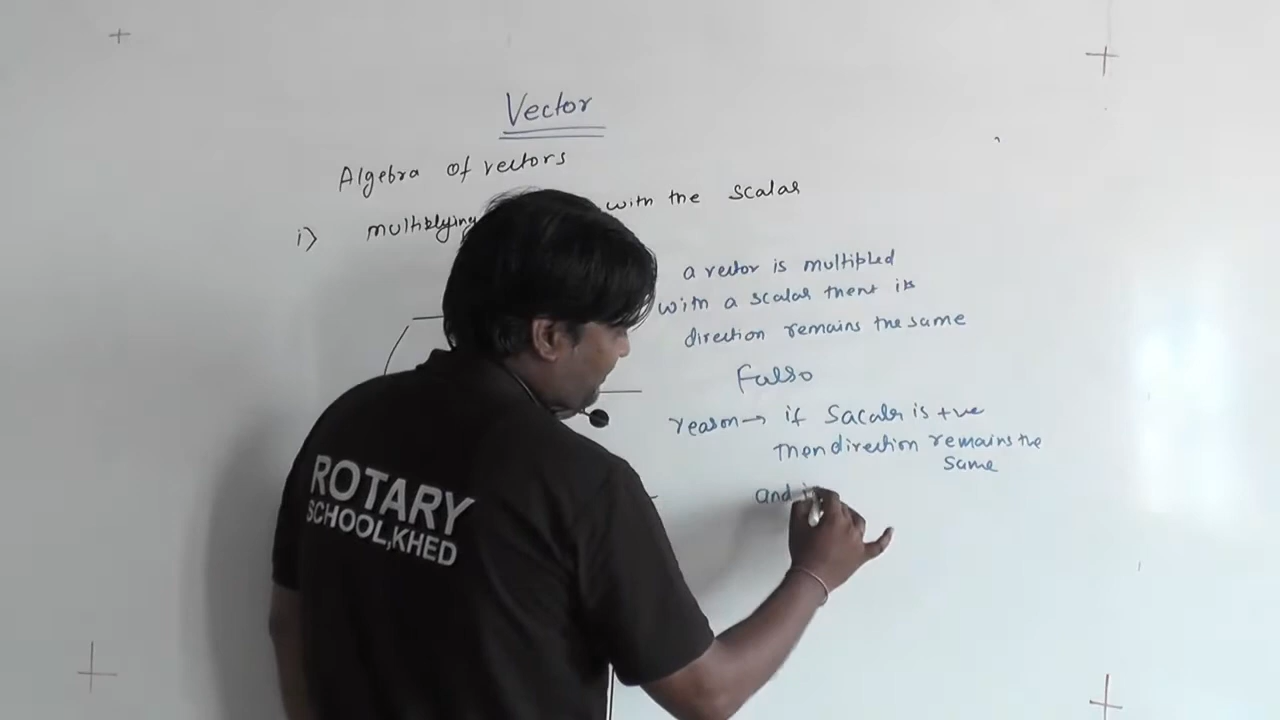 Vector
Algebra of vectors
i) multiplying with the scalar
a vector is multipled
with a scalar then its
direction remains the same
False
reason → if Sacalr is +ve
Then direction remains the
same
and i
ROTARY
SCHOOL,KHED